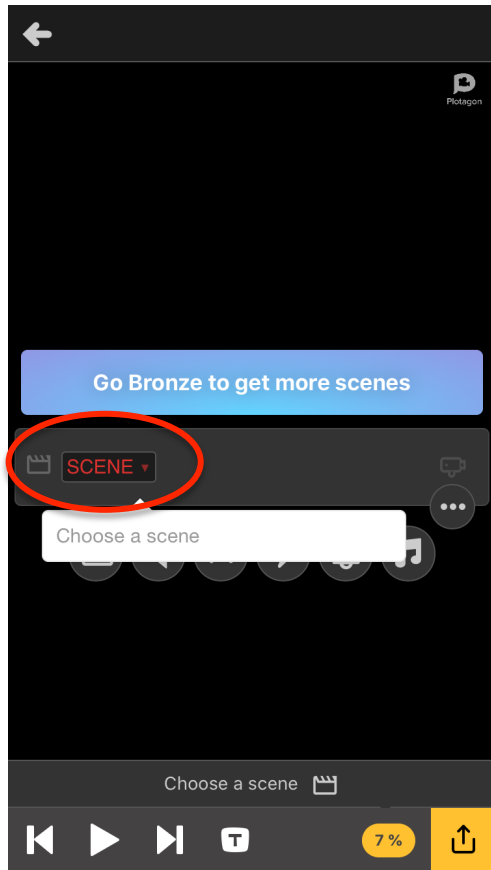 Plotagon
Go Bronze to get more scenes
SCENE
Choose a scene
Choose a scene
T
7 %